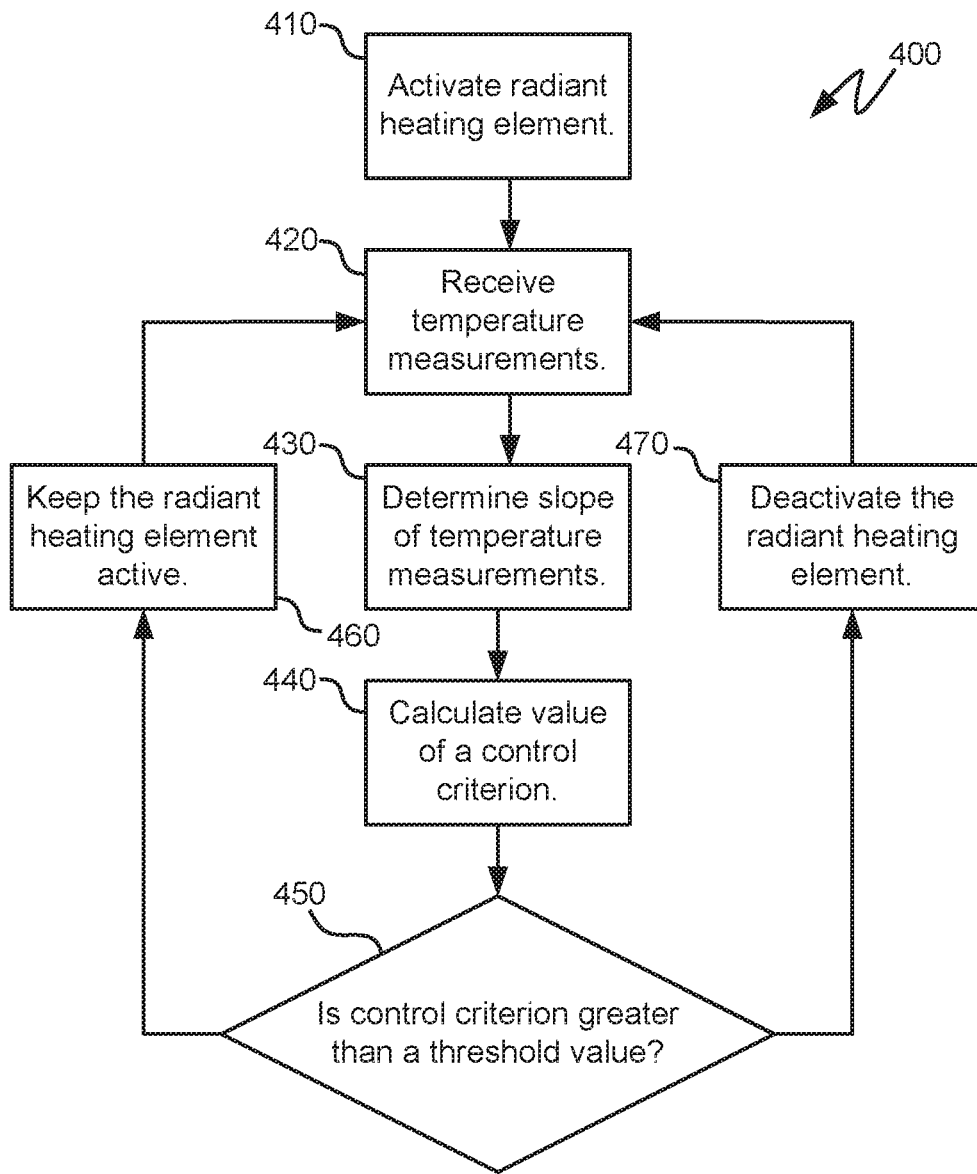 410
Activate radiant
heating element.
400
420
Receive
temperature
measurements.
430
Determine slope
of temperature
measurements.
470
Deactivate the
radiant heating
element.
Keep the radiant
heating element
active.
460
440
Calculate value
of a control
criterion.
450
Is control criterion greater
than a threshold value?